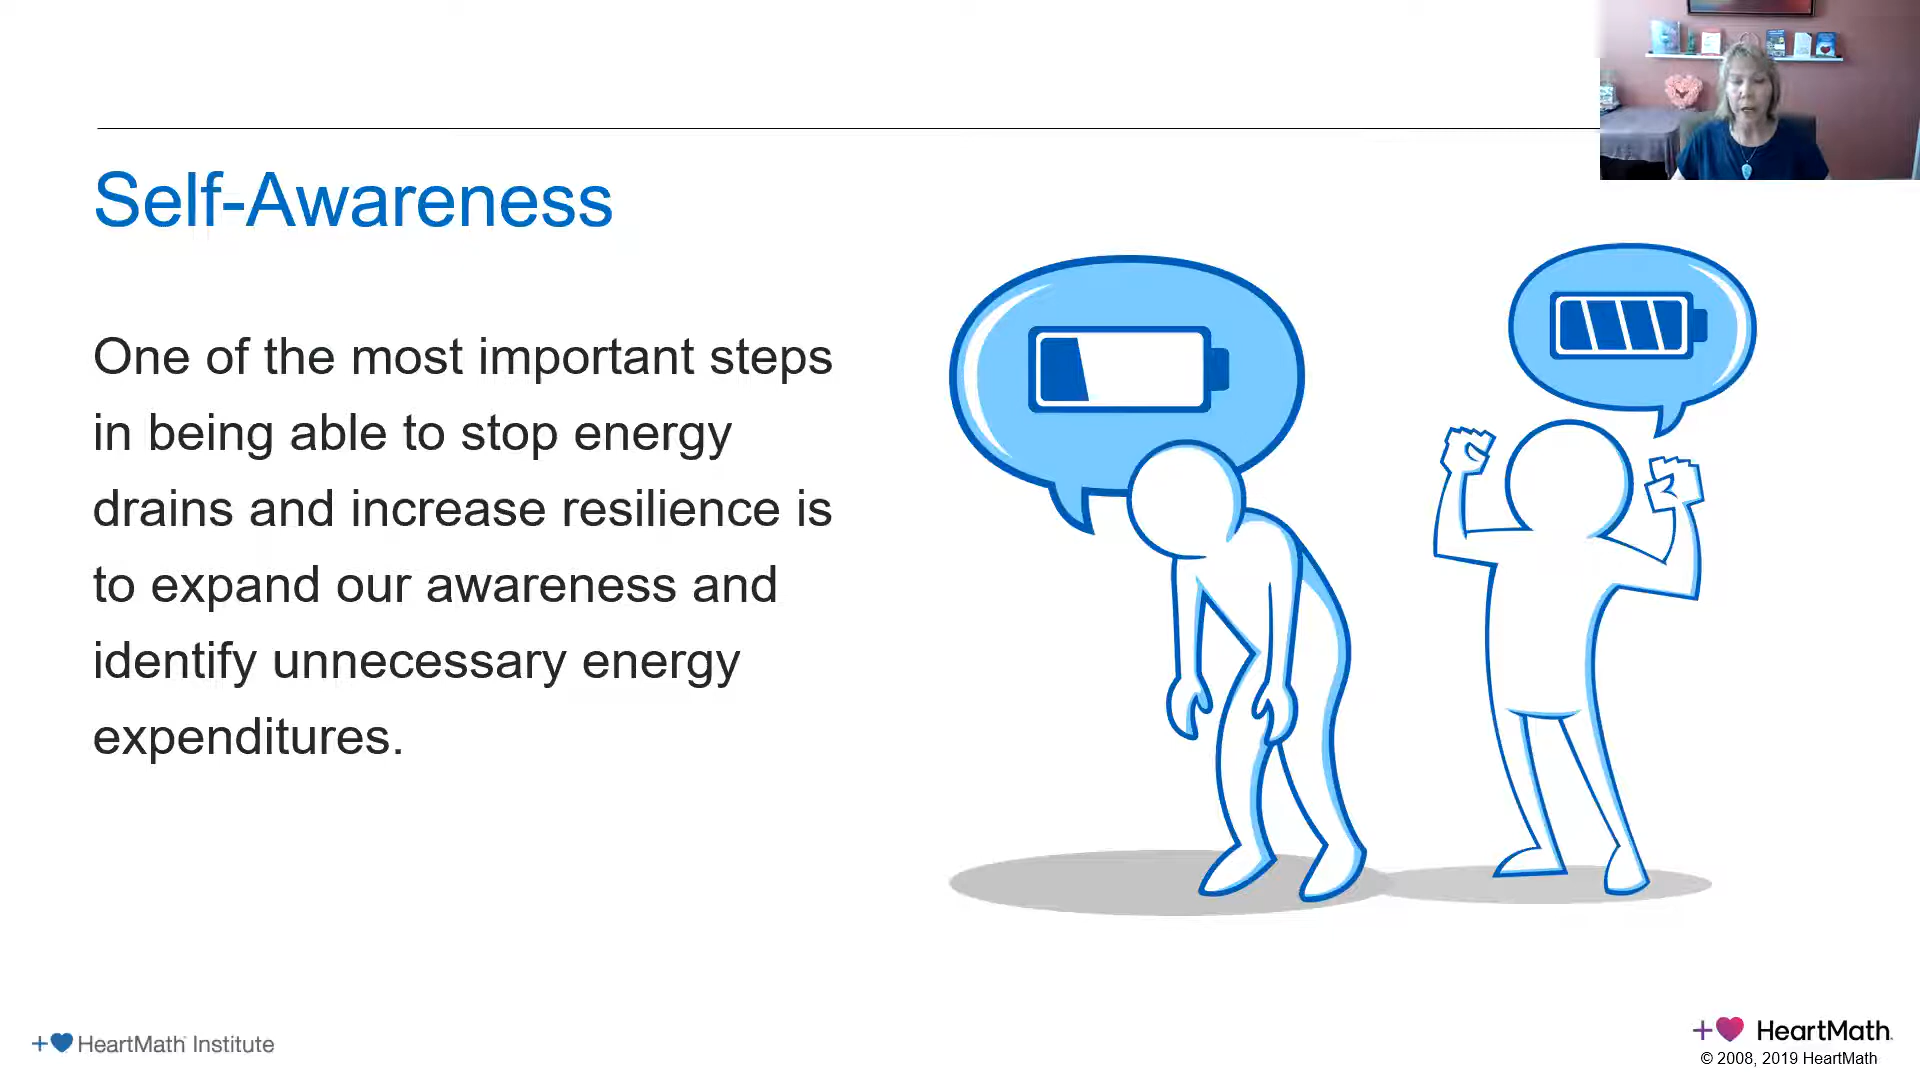 Self-Awareness
One of the most important steps
in being able to stop energy
drains and increase resilience is
to expand our awareness and
identify unnecessary energy
expenditures.
HeartMath Institute
HeartMath
© 2008, 2019 HeartMath